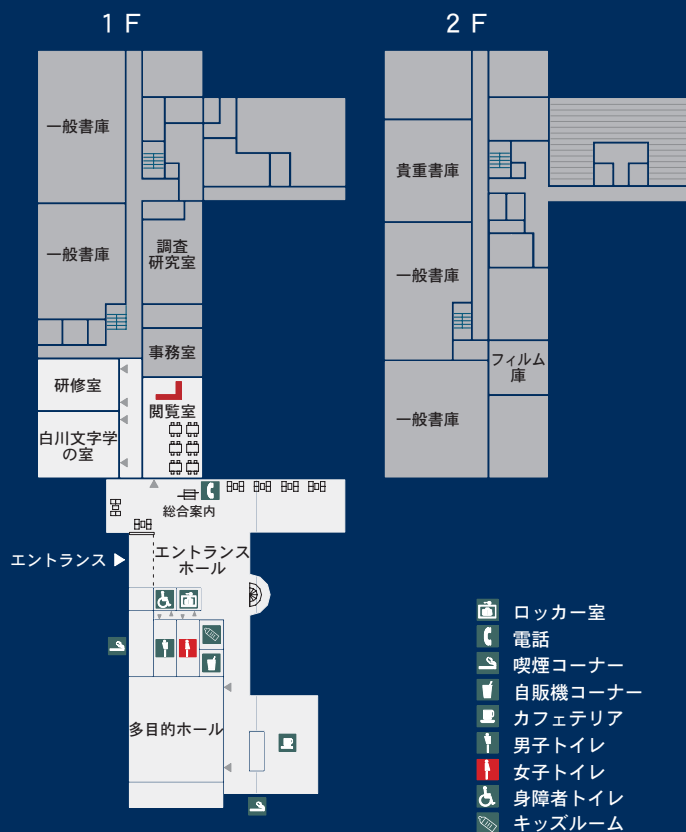 1 F
一般書庫
一般書庫
調査
研究室
事務室
研修室
閲覧室
白川文字学
の室
総合案内
エントランス
エントランス
ホール
多目的ホール
2 F
貴重書庫
一般書庫
フィルム
庫
一般書庫
ロッカー室
電話
喫煙コーナー
自販機コーナー
カフェテリア
男子トイレ
女子トイレ
身障者トイレ
キッズルーム